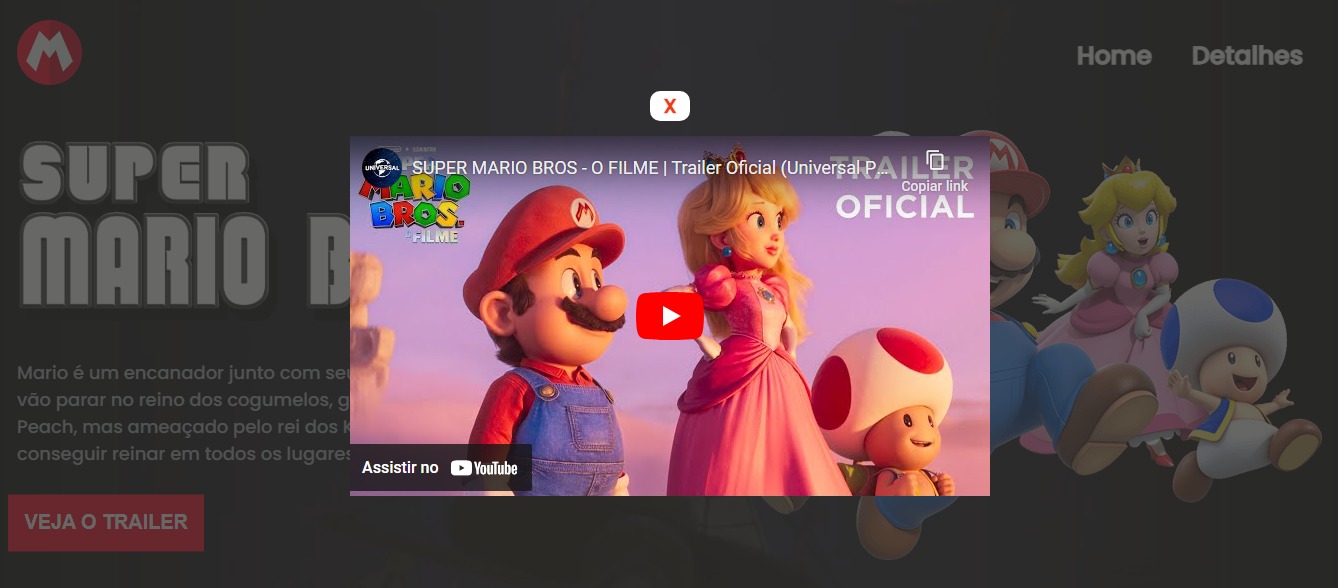 M
Home
Detalhes
X
SUPER
MARIO B
UNIVERSAL
SUPER MARIO BROS - O FILME | Trailer Oficial (Universal P...
Copiar link
TRAILER
OFICIAL
MARIO
BROS.
O FILME
M
Mario é um encanador junto com seu
vão parar no reino dos cogumelos, g
Peach, mas ameaçado pelo rei dos K
conseguir reinar em todos os lugares
Assistir no YouTube
VEJA O TRAILER